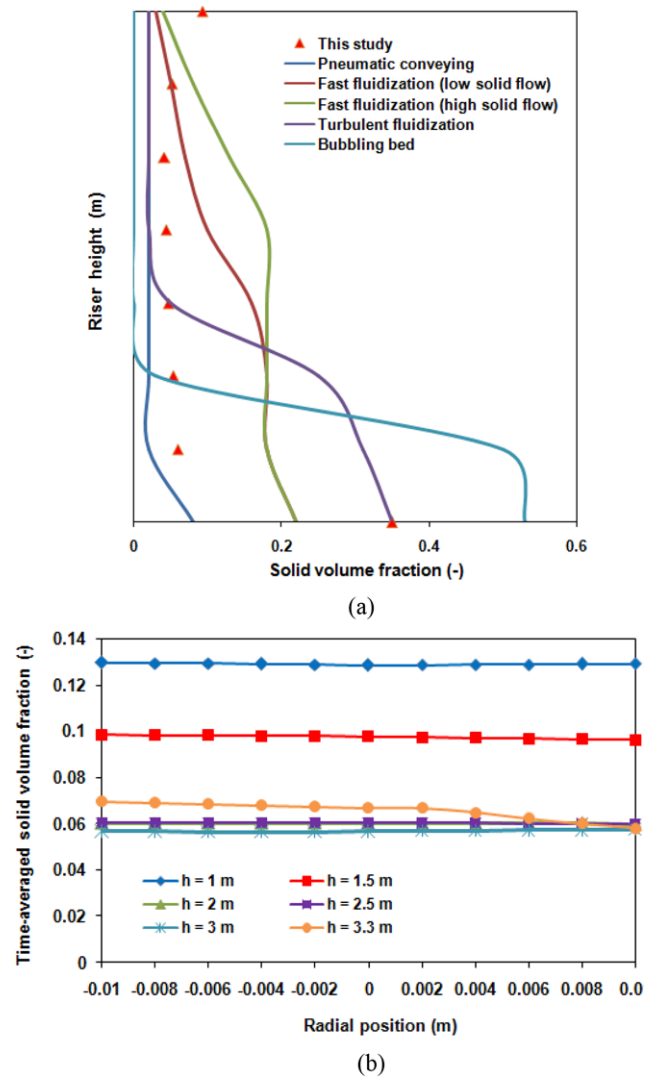 This study
Pneumatic conveying
Fast fluidization (low solid flow)
Fast fluidization (high solid flow)
Turbulent fluidization
Bubbling bed
Riser height (m)
0 0.2 0.4 0.6
Solid volume fraction (-)
(a)
Time-averaged solid volume fraction (-)
0.14
0.12
0.1
0.08
0.06
0.04
0.02
0
h = 1 m h = 1.5 m
h = 2 m h = 2.5 m
h = 3 m h = 3.3 m
-0.01 -0.008 -0.006 -0.004 -0.002 0 0.002 0.004 0.006 0.008 0.0
Radial position (m)
(b)